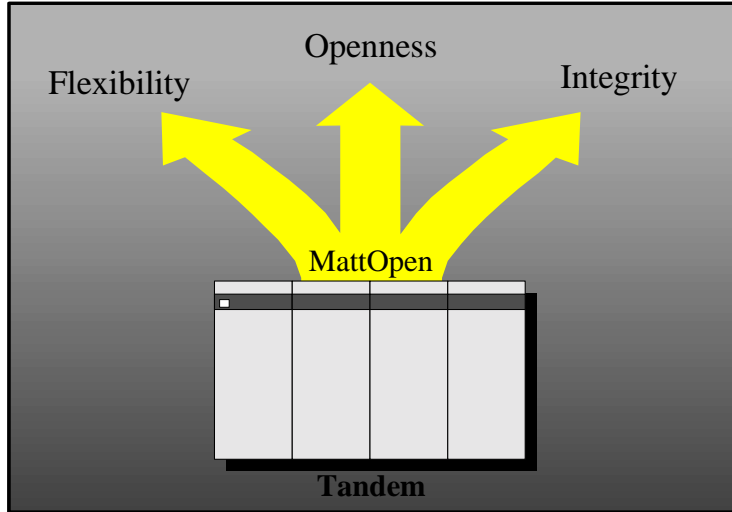 Openness
Flexibility
Integrity
MattOpen
Tandem